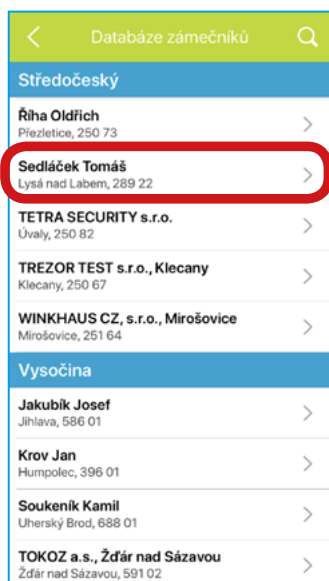 Databáze zámečníků
Středočeský
Říha Oldřich
Přezletice, 250 73
Sedláček Tomáš
Lysá nad Labem, 289 22
TETRA SECURITY s.r.o.
Úvaly, 250 82
TREZOR TEST s.r.o., Klecany
Klecany, 250 67
WINKHAUS CZ, s.r.o., Mirošovice
Mirošovice, 251 64
Vysočina
Jakubík Josef
Jihlava, 586 01
Krov Jan
Humpolec, 396 01
Soukeník Kamil
Uherský Brod, 688 01
TOKOZ a.s., Žďár nad Sázavou
Žďár nad Sázavou, 591 02